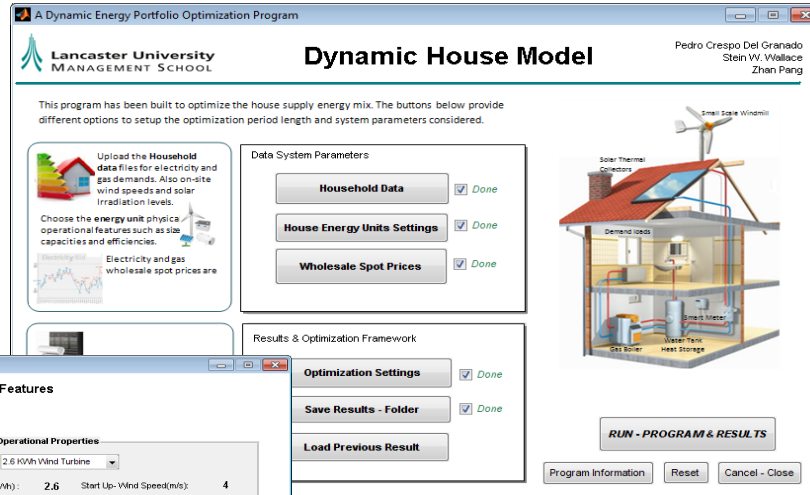 A Dynamic Energy Portfolio Optimization Program
Lancaster University
MANAGEMENT SCHOOL
Dynamic House Model
Pedro Crespo Del Granado
Stein W. Wallace
Zhan Pang
This program has been built to optimize the house supply energy mix. The buttons below provide
different options to setup the optimization period length and system parameters considered.
Upload the Household
data files for electricity and
gas demands. Also on-site
wind speeds and solar
Irradiation levels.
Choose the energy unit physical
operational features such as size
capacities and efficiencies.
Electricity and gas
wholesale spot prices are
Data System Parameters
Household Data
Done
House Energy Units Settings
Done
Wholesale Spot Prices
Done
Results & Optimization Framework
Optimization Settings
Done
Save Results - Folder
Done
Load Previous Result
Small Scale Windmill
Solar Thermal
Collectors
Demand loads
Smart Meter
Gas Boiler
Water Tank
Heat Storage
RUN - PROGRAM & RESULTS
Program Information
Reset
Cancel - Close
Features
Operational Properties
2.6 KWh Wind Turbine
Wh): 2.6 Start Up- Wind Speed(m/s): 4